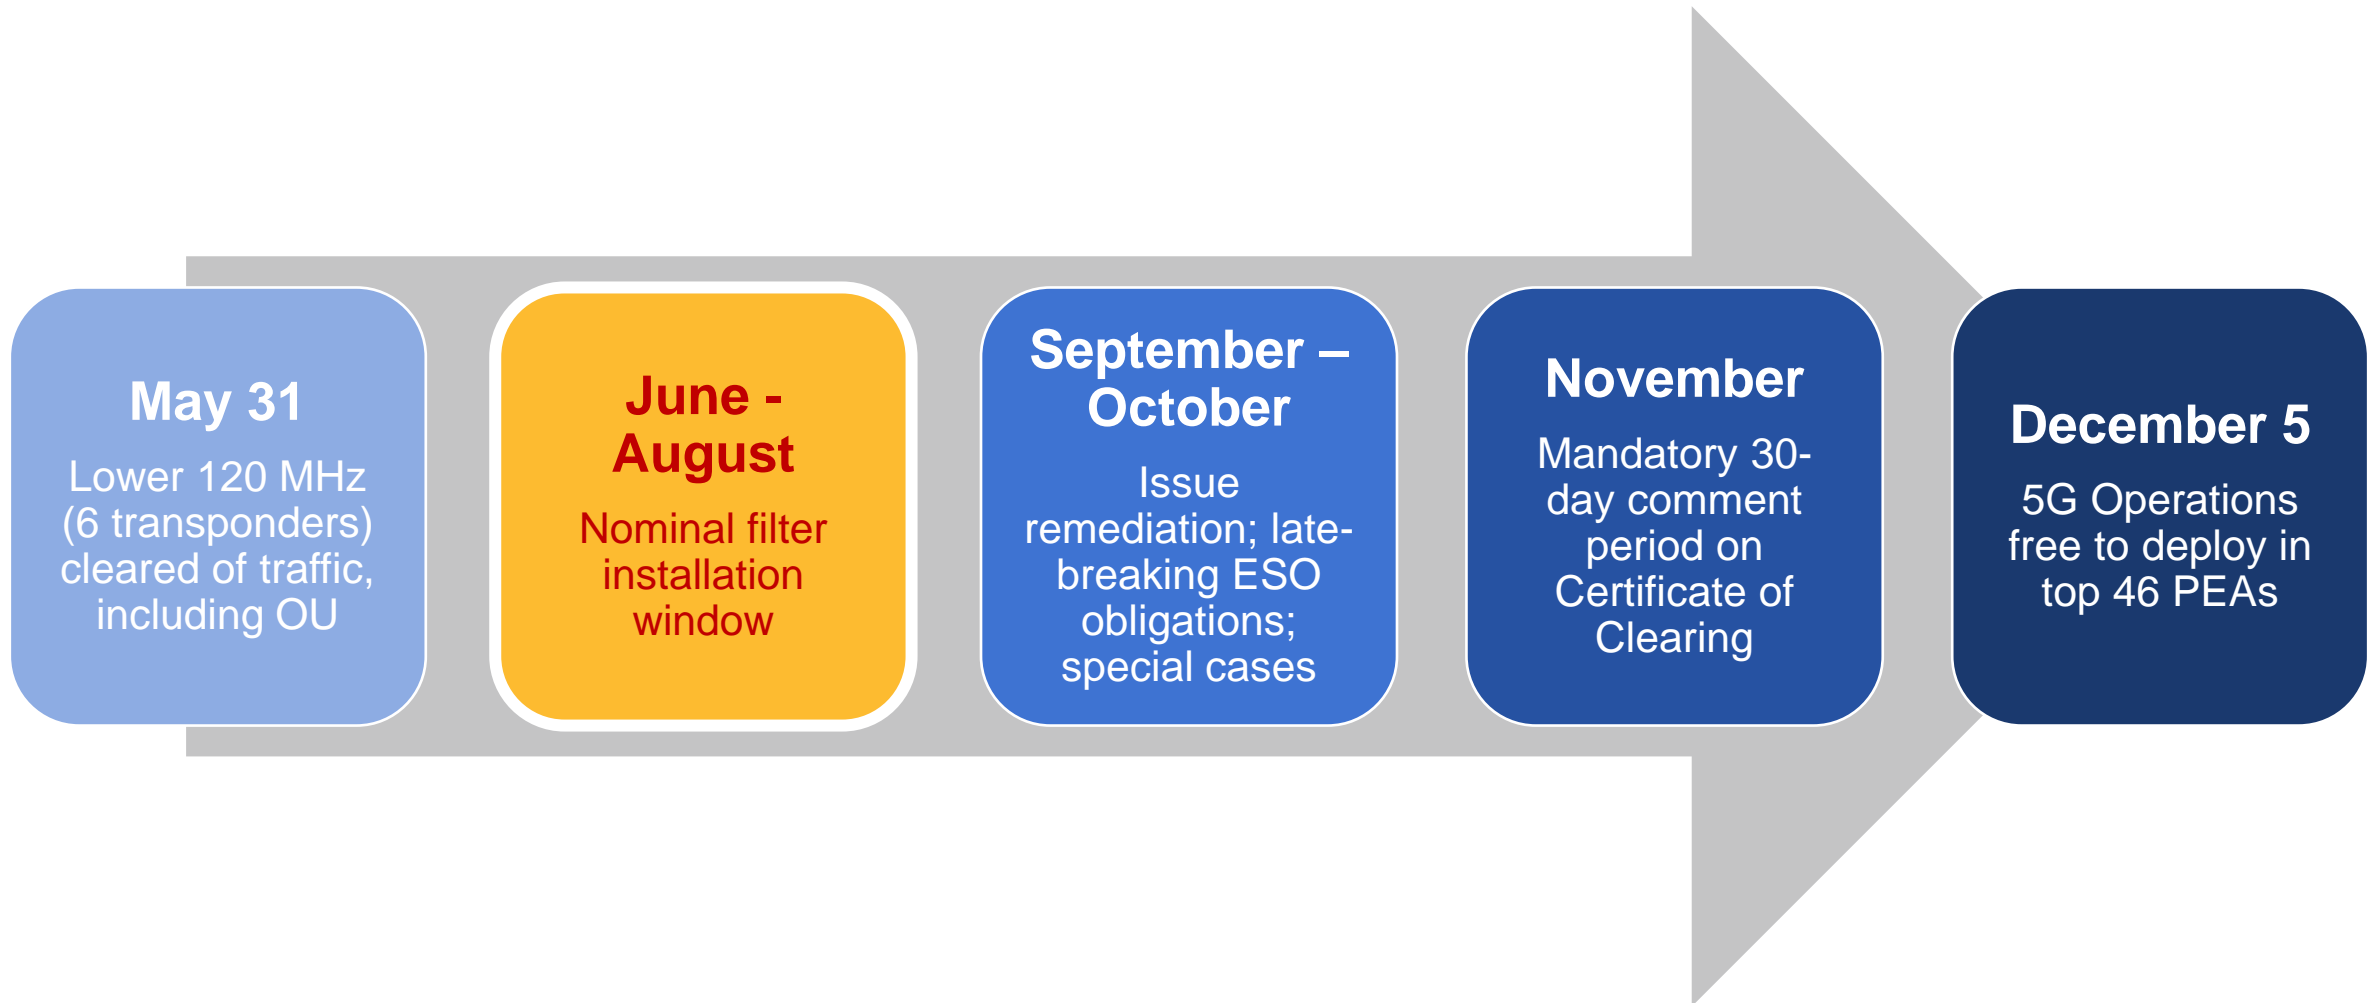 May 31
Lower 120 MHz
(6 transponders)
cleared of traffic,
including OU
June -
August
Nominal filter
installation
window
September –
October
Issue
remediation; late-
breaking ESO
obligations;
special cases
November
Mandatory 30-
day comment
period on
Certificate of
Clearing
December 5
5G Operations
free to deploy in
top 46 PEAs